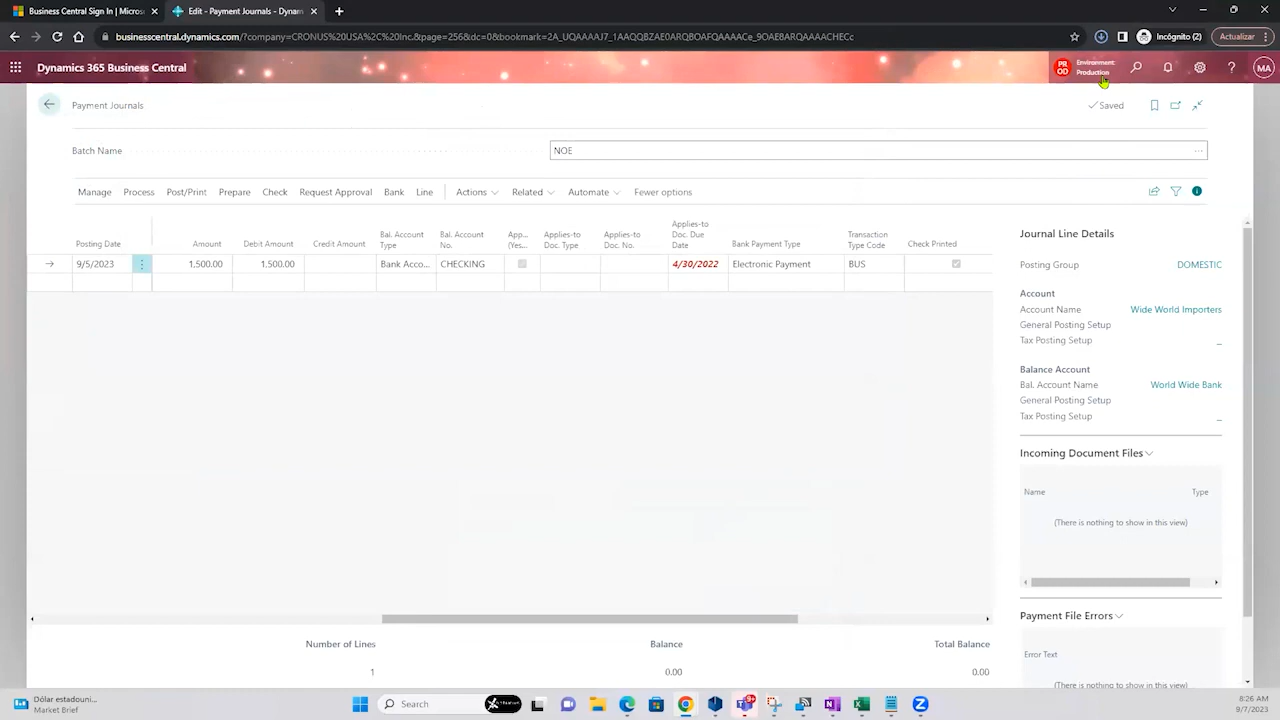 Business Central Sign In | Micros
Edit - Payment Journals - Dynam
businesscentral.dynamics.com/?company=CRONUS%20USA%2C%20Inc.&page=256&dc=0&bookmark=2A_UQAAAAJ7_1AAQQBZAE0ARQBOAFQAAAACe_9OAE8ARQAAAACHECc
Incógnito (2)
Actualizar
Dynamics 365 Business Central
PROD
Environment:
Production
MA
Payment Journals
Saved
Batch Name
NOE
Manage Process Post/Print Prepare Check Request Approval Bank Line Actions Related Automate Fewer options
Posting Date
Amount
Debit Amount
Credit Amount
Bal. Account
Type
Bal. Account
No.
App...
(Yes...
Applies-to
Doc. Type
Applies-to
Doc. No.
Applies-to
Doc. Due
Date
Bank Payment Type
Transaction
Type Code
Check Printed
9/5/2023 1,500.00 1,500.00 Bank Acco... CHECKING 4/30/2022 Electronic Payment BUS
Number of Lines Balance Total Balance
1 0.00 0.00
Journal Line Details
Posting Group DOMESTIC
Account
Account Name Wide World Importers
General Posting Setup
Tax Posting Setup _
Balance Account
Bal. Account Name World Wide Bank
General Posting Setup
Tax Posting Setup _
Incoming Document Files
Name Type
(There is nothing to show in this view)
Payment File Errors
Error Text
Dólar estadouni...
Market Brief
Search
9+
8:26 AM
9/7/2023